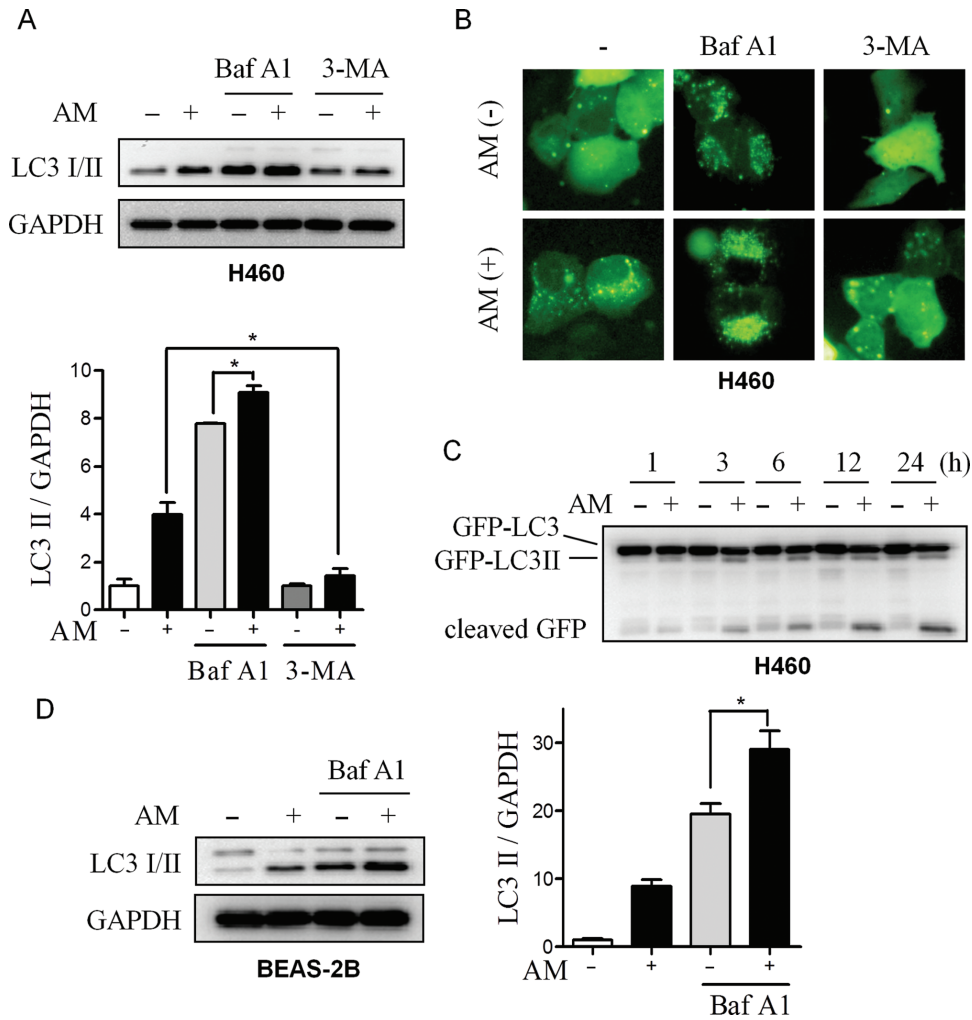 A
Baf A1 3-MA
AM – + – + – +
LC3 I/II
GAPDH
H460
LC3 II / GAPDH
10
8
6
4
2
0
AM - + - + - +
Baf A1 3-MA
B
- Baf A1 3-MA
AM (-)
AM (+)
H460
C
1 3 6 12 24 (h)
AM – + – + – + – + – +
GFP-LC3
GFP-LC3II
cleaved GFP
H460
D
Baf A1
AM – + – +
LC3 I/II
GAPDH
BEAS-2B
LC3 II / GAPDH
30
20
10
0
*
*
*
AM - + - +
Baf A1